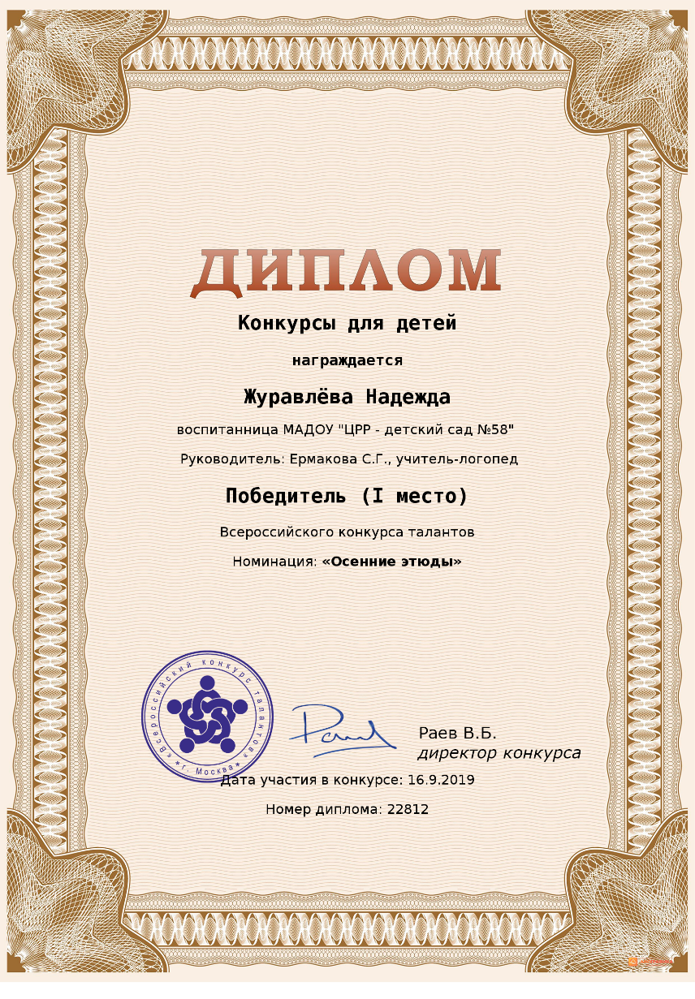 ДИПЛОМ
Конкурсы для детей
награждается
Журавлёва Надежда
воспитанница МАДОУ "ЦРР - детский сад №58"
Руководитель: Ермакова С.Г., учитель-логопед
Победитель (I место)
Всероссийского конкурса талантов
Номинация: «Осенние этюды»
«Всероссийский конкурс талантов»
* г. Москва *
Раев В.Б.
директор конкурса
Дата участия в конкурсе: 16.9.2019
Номер диплома: 22812